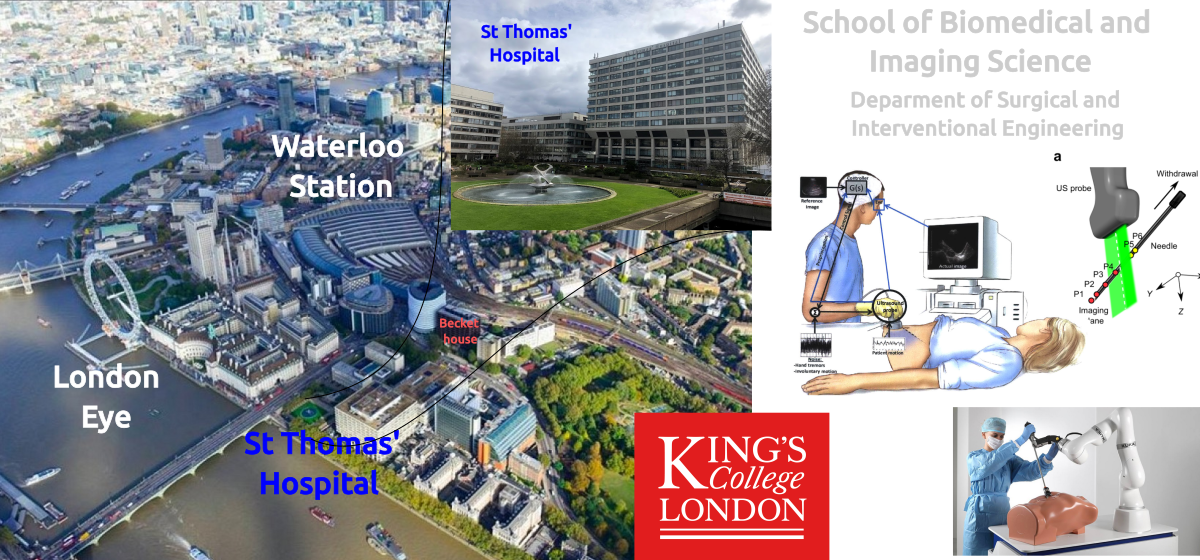 St Thomas'
Hospital
School of Biomedical and
Imaging Science
Deparment of Surgical and
Interventional Engineering
Waterloo
Station
London
Eye
St Thomas'
Hospital
Becket
house
KING'S
College
LONDON
Controller
G(s)
Reference
image
Actual image
Ultrasound
probe
Patient motion
Noise:
-Hand tremors
-Involuntary motion
a
US probe
Withdrawal
P6
P5
Needle
P4
P3
P2
P1
Imaging
Y
Z